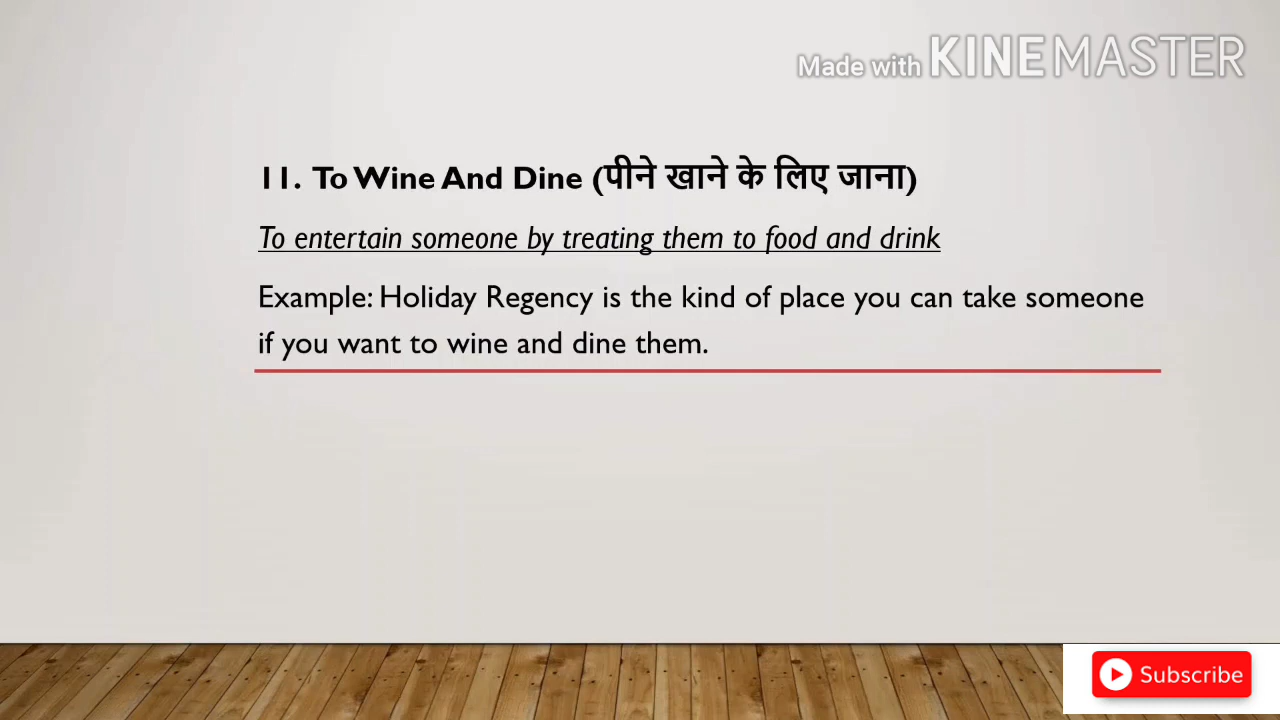 Made with KINEMASTER
11. To Wine And Dine (पीने खाने के लिए जाना)
To entertain someone by treating them to food and drink
Example: Holiday Regency is the kind of place you can take someone
if you want to wine and dine them.
Subscribe